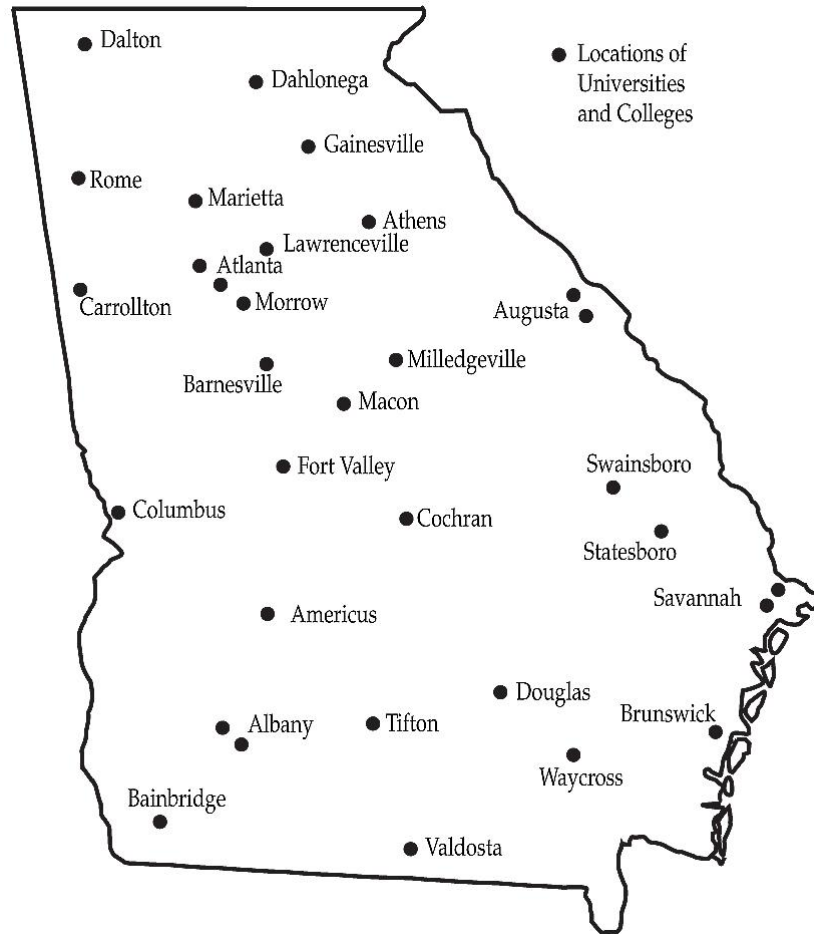 Dalton
Locations of
Universities
and Colleges
Dahlonega
Gainesville
Rome
Marietta
Athens
Lawrenceville
Atlanta
Carrollton
Morrow
Augusta
Milledgeville
Barnesville
Macon
Fort Valley
Swainsboro
Columbus
Cochran
Statesboro
Savannah
Americus
Douglas
Brunswick
Albany
Tifton
Waycross
Bainbridge
Valdosta